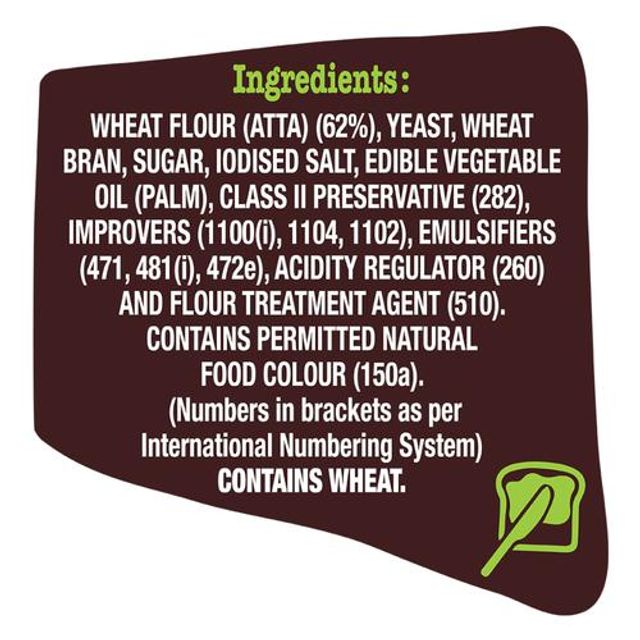 Ingredients:
WHEAT FLOUR (ATTA) (62%), YEAST, WHEAT
BRAN, SUGAR, IODISED SALT, EDIBLE VEGETABLE
OIL (PALM), CLASS II PRESERVATIVE (282),
IMPROVERS (1100(i), 1104, 1102), EMULSIFIERS
(471, 481(i), 472e), ACIDITY REGULATOR (260)
AND FLOUR TREATMENT AGENT (510).
CONTAINS PERMITTED NATURAL
FOOD COLOUR (150a).
(Numbers in brackets as per
International Numbering System)
CONTAINS WHEAT.